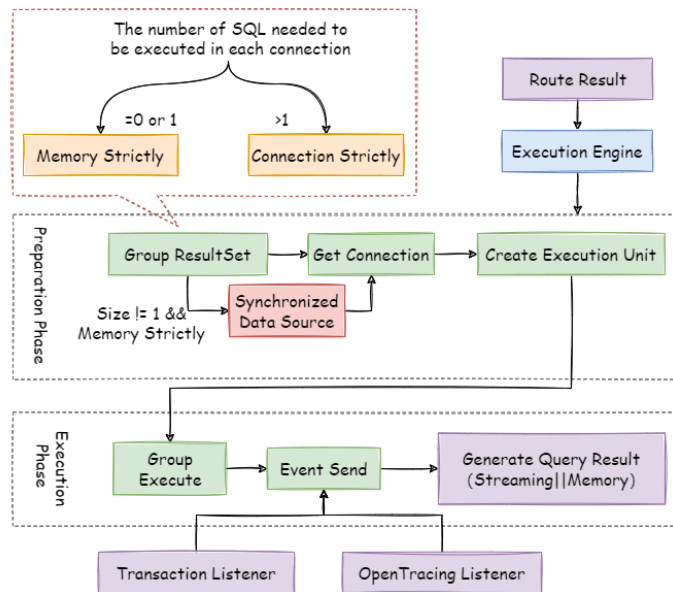 The number of SQL needed to
be executed in each connection
=0 or 1
>1
Memory Strictly
Connection Strictly
Route Result
Execution Engine
Preparation Phase
Group ResultSet
Get Connection
Create Execution Unit
Size != 1 &&
Memory Strictly
Synchronized
Data Source
Execution
Phase
Group
Execute
Event Send
Generate Query Result
(Streaming||Memory)
Transaction Listener
OpenTracing Listener